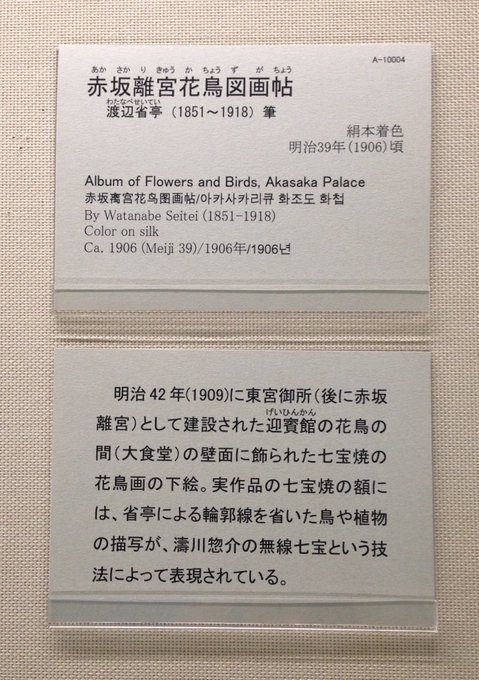 A-10004
あか さか り きゅう か ちょう ず が ちょう
赤坂離宮花鳥図画帖
わたなべせいてい
渡辺省亭（1851～1918）筆
絹本着色
明治39年（1906）頃
Album of Flowers and Birds, Akasaka Palace
赤坂离宫花鸟图画帖/아카사카리큐 화조도 화첩
By Watanabe Seitei (1851-1918)
Color on silk
Ca. 1906 (Meiji 39)/1906年/1906년
明治42年(1909)に東宮御所（後に赤坂
げいひんかん
離宮）として建設された迎賓館の花鳥の
間（大食堂）の壁面に飾られた七宝焼の
花鳥画の下絵。実作品の七宝焼の額に
は、省亭による輪郭線を省いた鳥や植物
の描写が、濤川惣介の無線七宝という技
法によって表現されている。